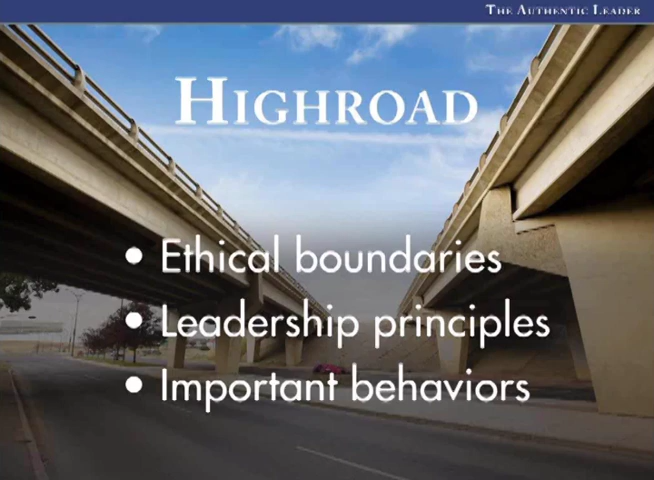 THE AUTHENTIC LEADER
HIGHROAD
• Ethical boundaries
• Leadership principles
• Important behaviors